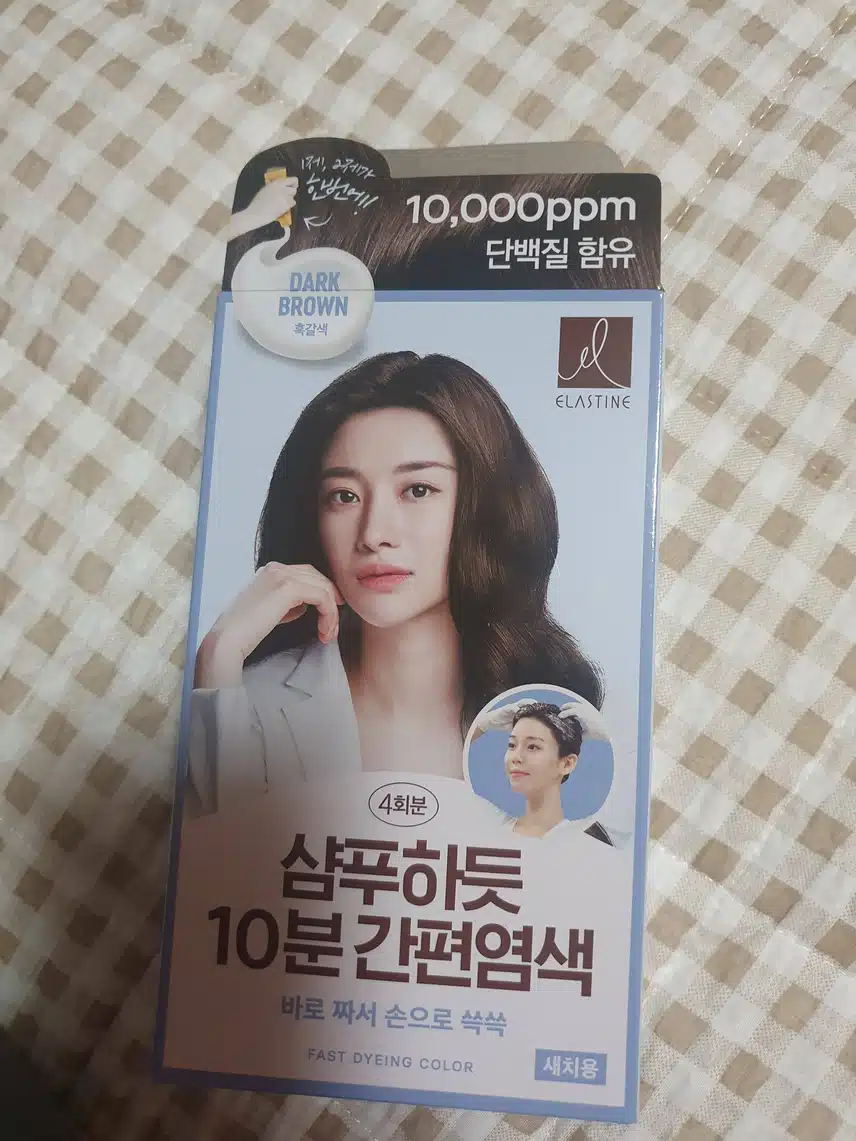 1제, 2제가
한번에!!
10,000ppm
단백질 함유
DARK
BROWN
흑갈색
el
ELASTINE
4회분
샴푸하듯
10분 간편염색
바로 짜서 손으로 쓱쓱
FAST DYEING COLOR
새치용